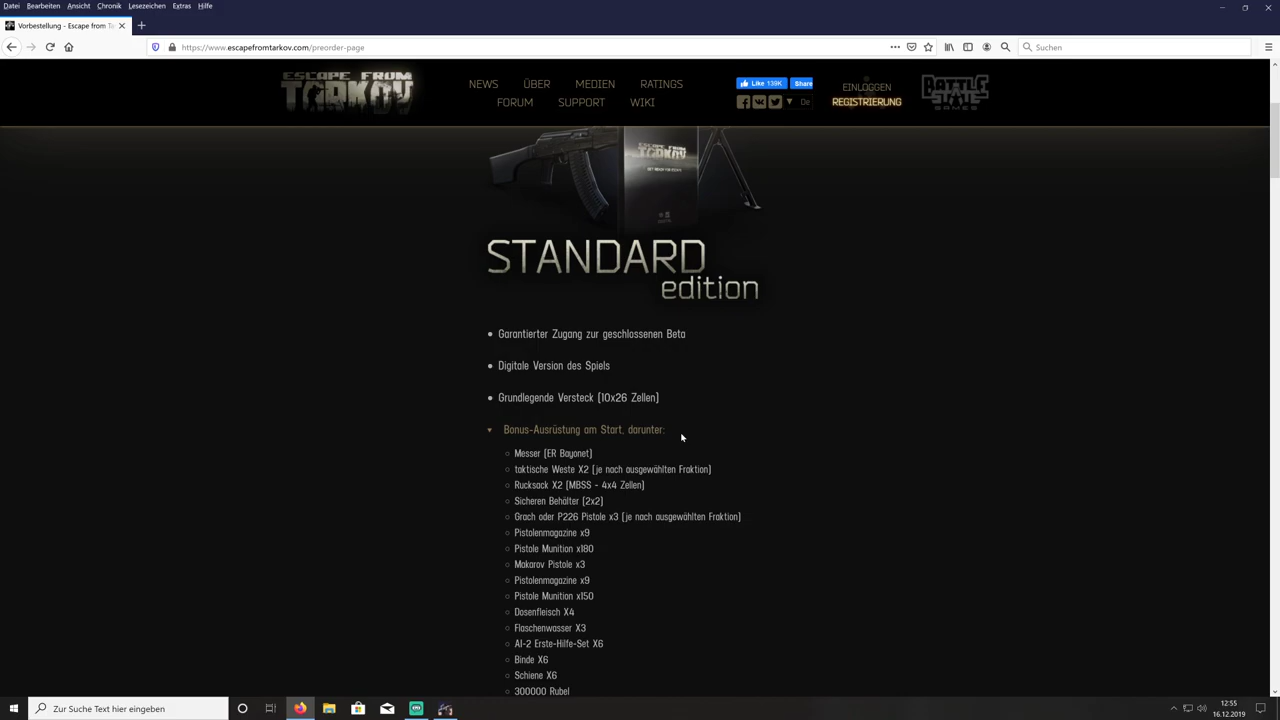 Datei Bearbeiten Ansicht Chronik Lesezeichen Extras Hilfe
Vorbestellung - Escape from Ta
https://www.escapefromtarkov.com/preorder-page
Suchen
ESCAPE FROM TARKOV
NEWS ÜBER MEDIEN RATINGS
FORUM SUPPORT WIKI
Like 139K Share
De
EINLOGGEN
REGISTRIERUNG
BATTLE STATE GAMES
ESCAPE FROM TARKOV
STANDARD
edition
Garantierter Zugang zur geschlossenen Beta
Digitale Version des Spiels
Grundlegende Versteck (10x26 Zellen)
Bonus-Ausrüstung am Start, darunter:
Messer (ER Bayonet)
taktische Weste X2 (je nach ausgewählten Fraktion)
Rucksack X2 (MBSS - 4x4 Zellen)
Sicheren Behälter (2x2)
Grach oder P226 Pistole x3 (je nach ausgewählten Fraktion)
Pistolenmagazine x9
Pistole Munition x180
Makarov Pistole x3
Pistolenmagazine x9
Pistole Munition x150
Dosenfleisch X4
Flaschenwasser X3
AI-2 Erste-Hilfe-Set X6
Binde X6
Schiene X6
300000 Rubel
Zur Suche Text hier eingeben
12:55
16.12.2019